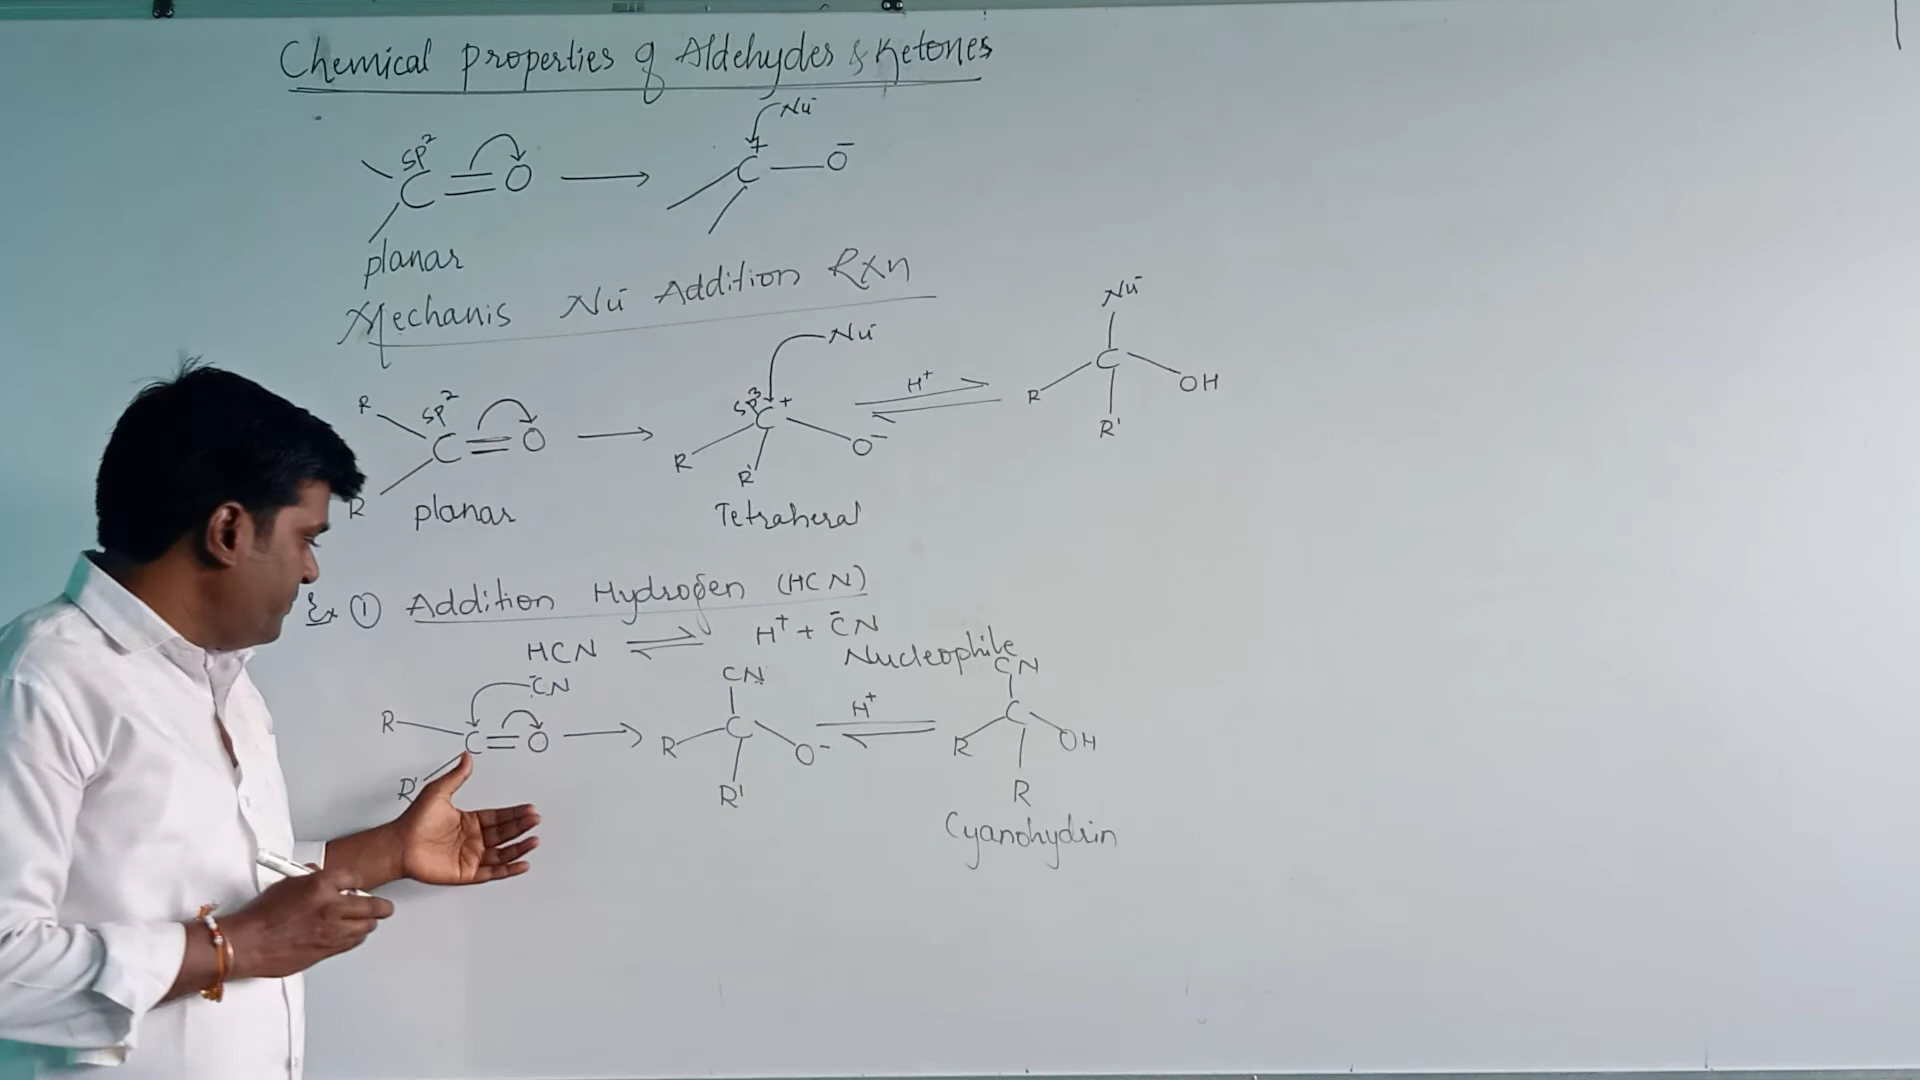 Chemical properties of Aldehydes & Ketones
Nu⁻
sp² C = O → C⁺ — O⁻
planar
Mechanis Nu⁻ Addition Rxn
R sp² C = O R → Nu⁻ sp³ C⁺ R R' O⁻ H⁺ ⇌ Nu⁻ C R R' OH
planar Tetraheral
Ex ① Addition Hydrogen (HCN)
HCN ⇌ H⁺ + C̄N
Nucleophile
R R' C = O C̄N → CN C R R' O⁻ H⁺ ⇌ CN C R R OH
Cyanohydrin